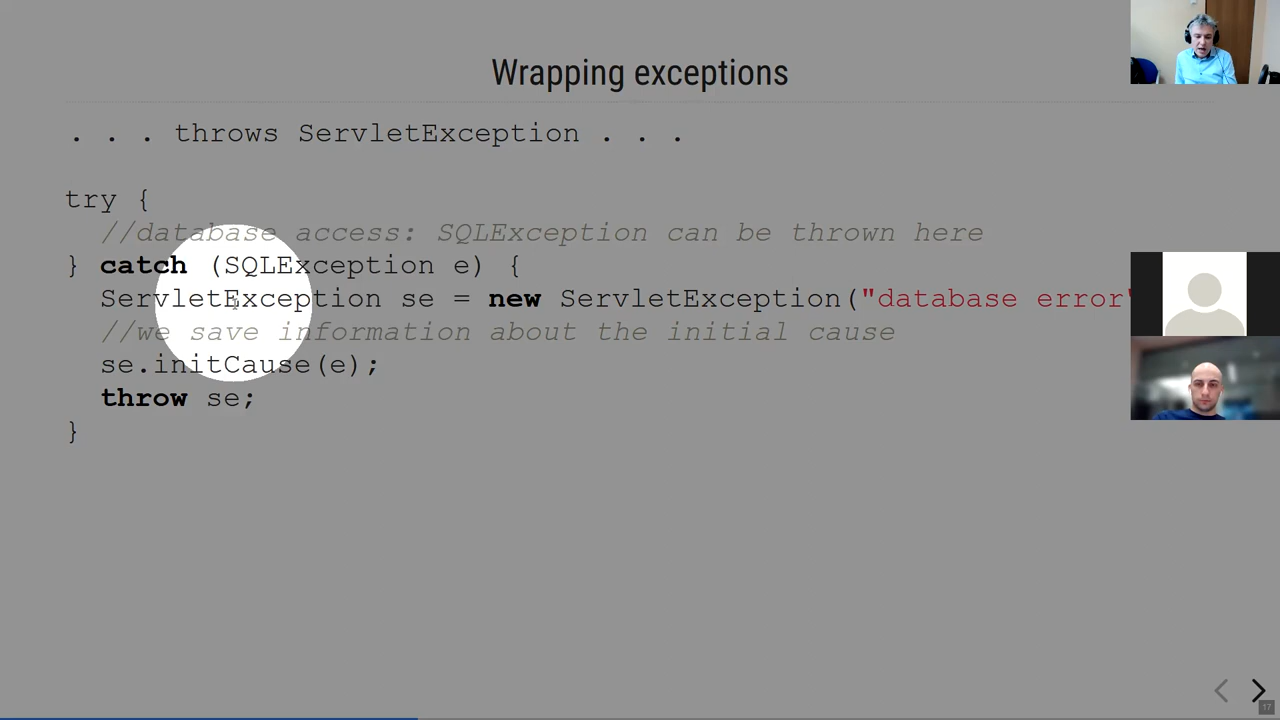 Wrapping exceptions
. . . throws ServletException . . .
try {
//database access: SQLException can be thrown here
} catch (SQLException e) {
ServletException se = new ServletException("database error"
//we save information about the initial cause
se.initCause(e);
throw se;
}
17